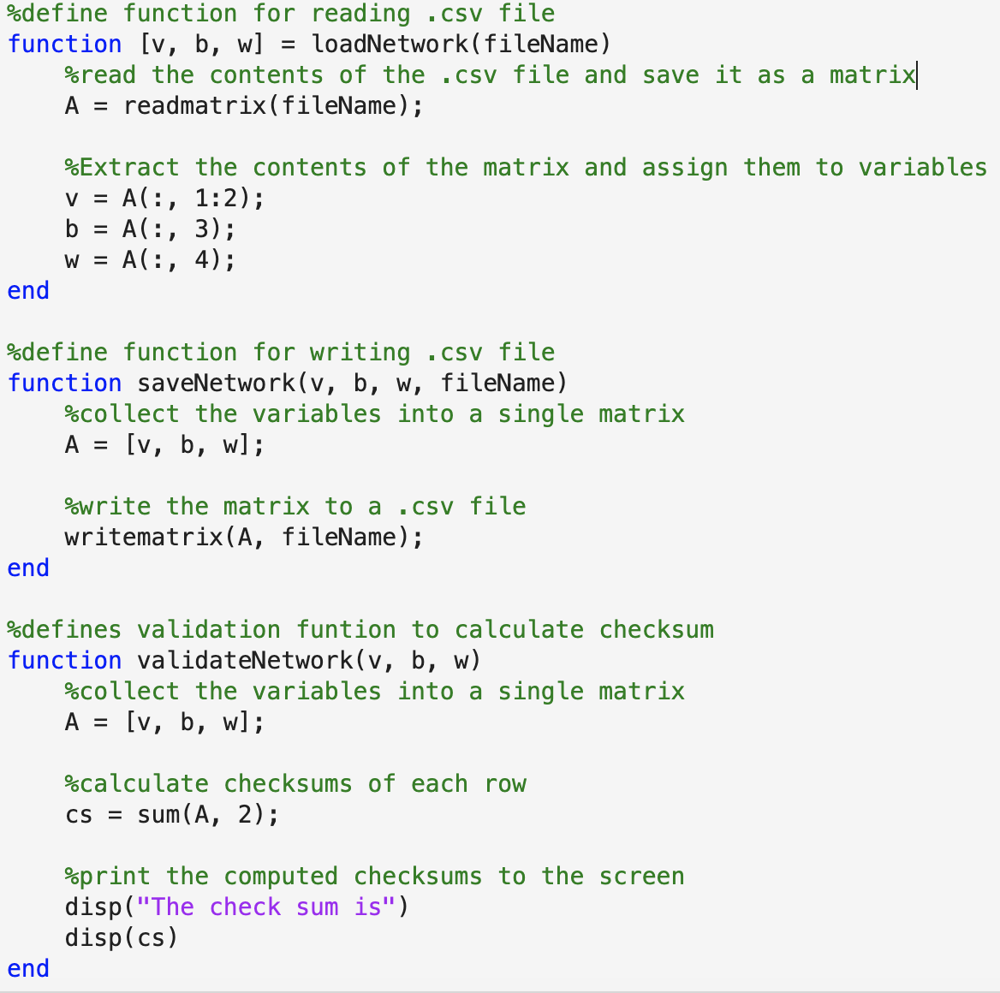 %define function for reading .csv file
function [v, b, w] = loadNetwork(fileName)
    %read the contents of the .csv file and save it as a matrix
    A = readmatrix(fileName);

    %Extract the contents of the matrix and assign them to variables
    v = A(:, 1:2);
    b = A(:, 3);
    w = A(:, 4);
end

%define function for writing .csv file
function saveNetwork(v, b, w, fileName)
    %collect the variables into a single matrix
    A = [v, b, w];

    %write the matrix to a .csv file
    writematrix(A, fileName);
end

%defines validation funtion to calculate checksum
function validateNetwork(v, b, w)
    %collect the variables into a single matrix
    A = [v, b, w];

    %calculate checksums of each row
    cs = sum(A, 2);

    %print the computed checksums to the screen
    disp("The check sum is")
    disp(cs)
end